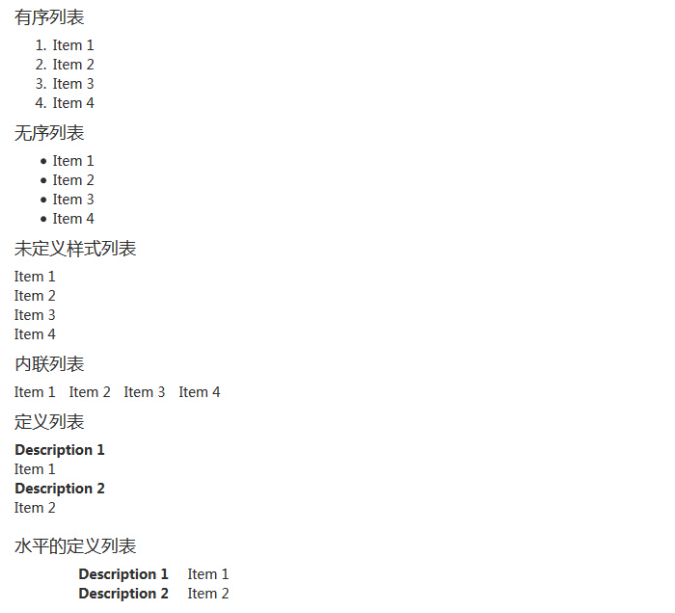 有序列表
1. Item 1
2. Item 2
3. Item 3
4. Item 4
无序列表
● Item 1
● Item 2
● Item 3
● Item 4
未定义样式列表
Item 1
Item 2
Item 3
Item 4
内联列表
Item 1 Item 2 Item 3 Item 4
定义列表
Description 1
Item 1
Description 2
Item 2
水平的定义列表
Description 1 Item 1
Description 2 Item 2